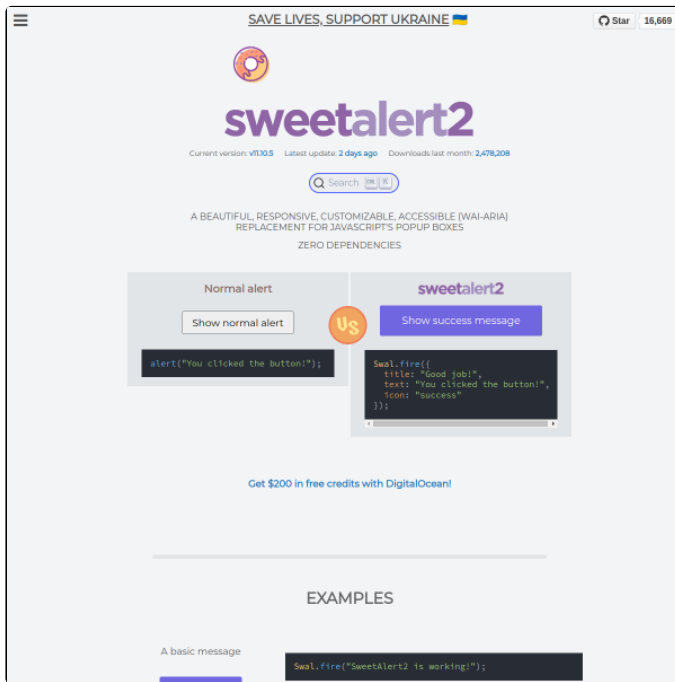 SAVE LIVES, SUPPORT UKRAINE
Star 16,669
sweetalert2
Current version: v11.10.5 Latest update: 2 days ago Downloads last month: 2,478,208
Search K
A BEAUTIFUL, RESPONSIVE, CUSTOMIZABLE, ACCESSIBLE (WAI-ARIA)
REPLACEMENT FOR JAVASCRIPT'S POPUP BOXES
ZERO DEPENDENCIES
Normal alert
Show normal alert
alert("You clicked the button!");
VS
sweetalert2
Show success message
Swal.fire({
title: "Good job!",
text: "You clicked the button!",
icon: "success"
});
Get $200 in free credits with DigitalOcean!
EXAMPLES
A basic message
Swal.fire("SweetAlert2 is working!");